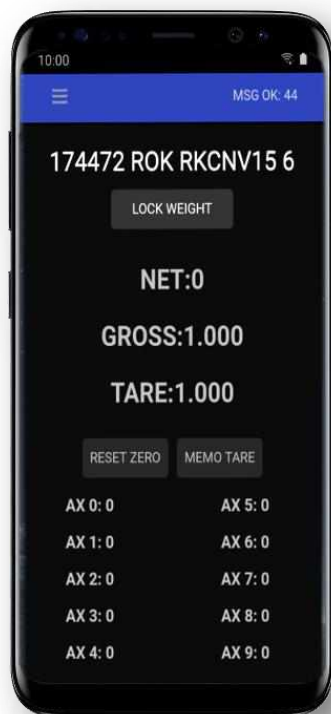 10:00
MSG OK: 44
174472 ROK RKCNV15 6
LOCK WEIGHT
NET:0
GROSS:1.000
TARE:1.000
RESET ZERO MEMO TARE
AX 0: 0 AX 5: 0
AX 1: 0 AX 6: 0
AX 2: 0 AX 7: 0
AX 3: 0 AX 8: 0
AX 4: 0 AX 9: 0